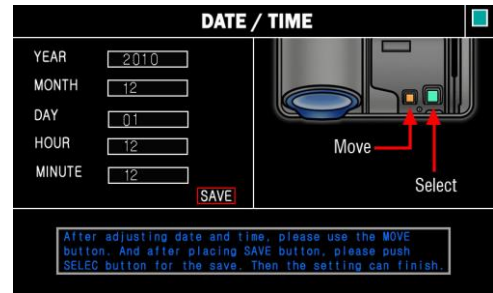 DATE / TIME
YEAR 2010
MONTH 12
DAY 01
HOUR 12
MINUTE 12
SAVE
Move
Select
After adjusting date and time, please use the MOVE
button. And after placing SAVE button, please push
SELEC button for the save. Then the setting can finish.